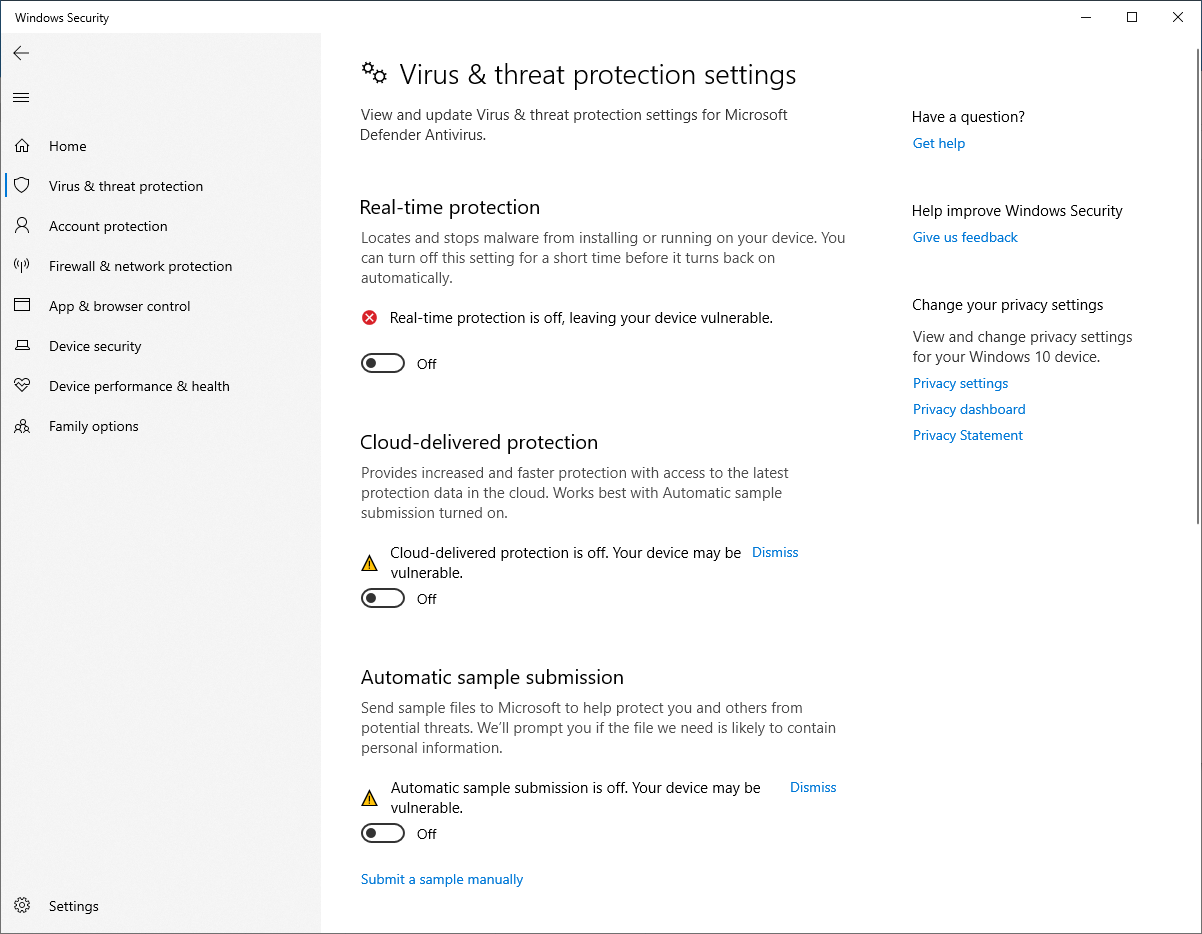 Windows Security
Home
Virus & threat protection
Account protection
Firewall & network protection
App & browser control
Device security
Device performance & health
Family options
Settings
Virus & threat protection settings
View and update Virus & threat protection settings for Microsoft
Defender Antivirus.
Real-time protection
Locates and stops malware from installing or running on your device. You
can turn off this setting for a short time before it turns back on
automatically.
Real-time protection is off, leaving your device vulnerable.
Off
Cloud-delivered protection
Provides increased and faster protection with access to the latest
protection data in the cloud. Works best with Automatic sample
submission turned on.
Cloud-delivered protection is off. Your device may be Dismiss
vulnerable.
Off
Automatic sample submission
Send sample files to Microsoft to help protect you and others from
potential threats. We’ll prompt you if the file we need is likely to contain
personal information.
Automatic sample submission is off. Your device may be Dismiss
vulnerable.
Off
Submit a sample manually
Have a question?
Get help
Help improve Windows Security
Give us feedback
Change your privacy settings
View and change privacy settings
for your Windows 10 device.
Privacy settings
Privacy dashboard
Privacy Statement